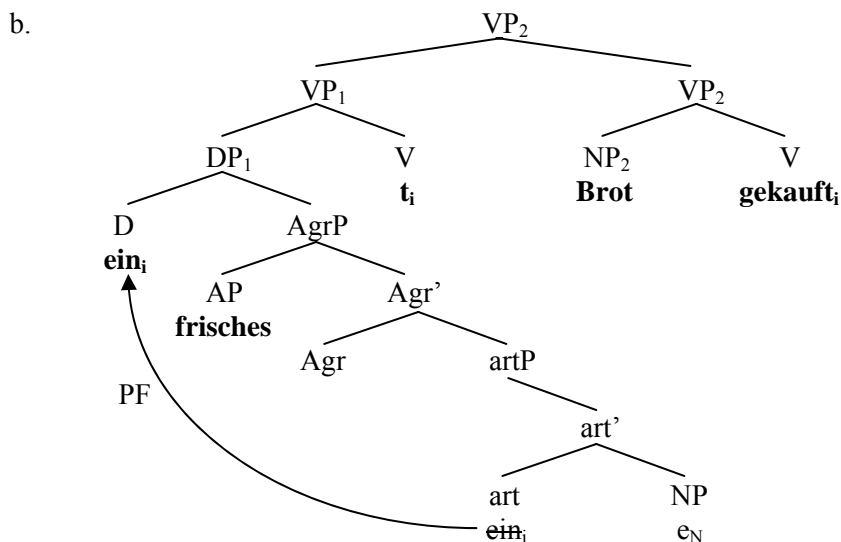 b.
VP₂
VP₁ VP₂
DP₁ V NP₂ V
tᵢ Brot gekauftᵢ
D AgrP
einᵢ
AP Agr’
frisches
Agr artP
PF
art’
art NP
einᵢ e_N